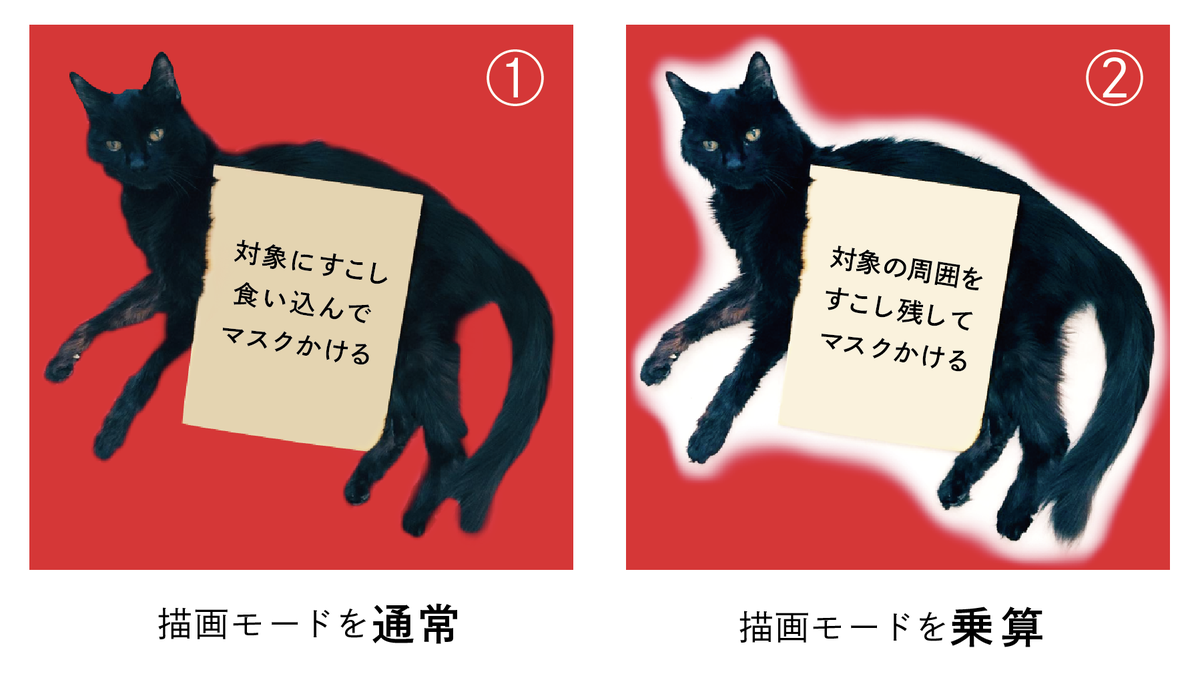 ①
対象にすこし
食い込んで
マスクかける
描画モードを通常
②
対象の周囲を
すこし残して
マスクかける
描画モードを乗算